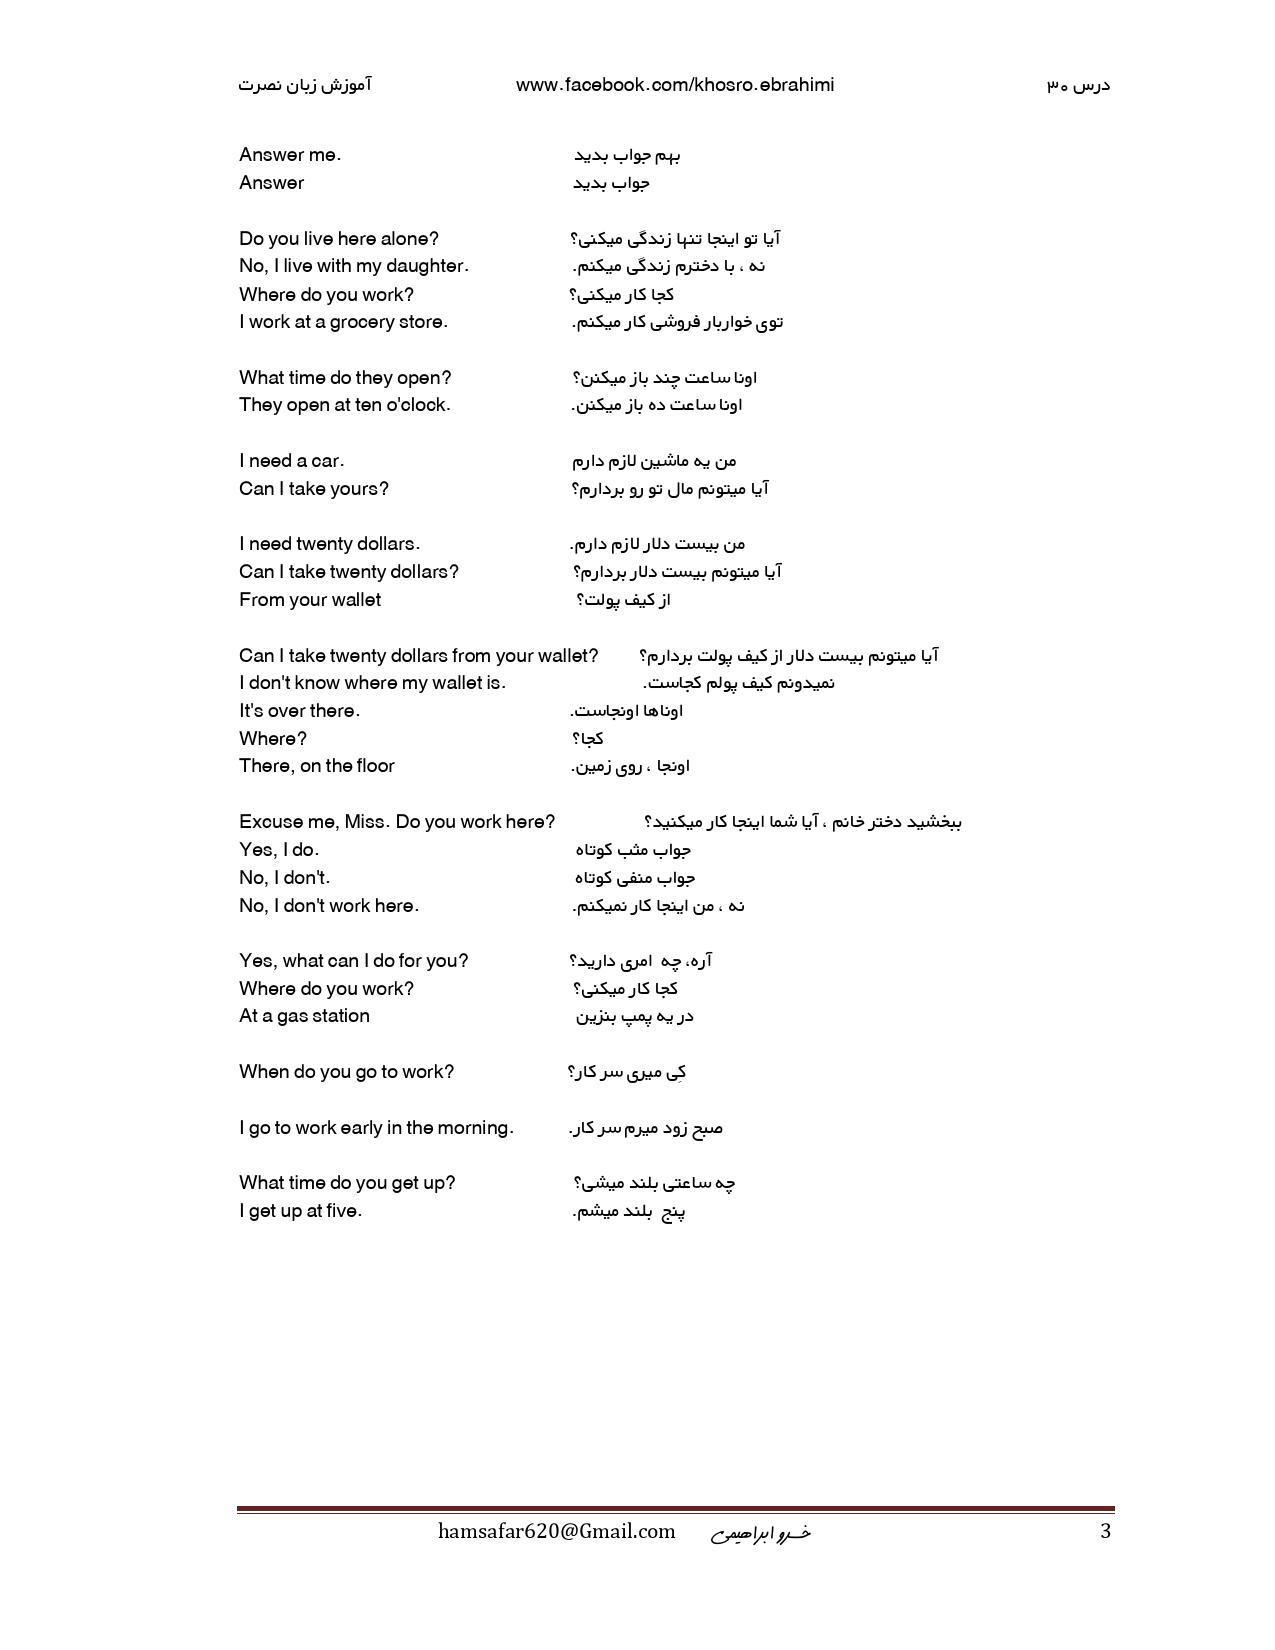 آموزش زبان نصرت www.facebook.com/khosro.ebrahimi درس ۳۰
Answer me. بهم جواب بدید
Answer جواب بدید
Do you live here alone? آیا تو اینجا تنها زندگی میکنی؟
No, I live with my daughter. نه ، با دخترم زندگی میکنم.
Where do you work? کجا کار میکنی؟
I work at a grocery store. توی خواربار فروشی کار میکنم.
What time do they open? اونا ساعت چند باز میکنن؟
They open at ten o'clock. اونا ساعت ده باز میکنن.
I need a car. من یه ماشین لازم دارم
Can I take yours? آیا میتونم مال تو رو بردارم؟
I need twenty dollars. من بیست دلار لازم دارم.
Can I take twenty dollars? آیا میتونم بیست دلار بردارم؟
From your wallet از کیف پولت؟
Can I take twenty dollars from your wallet? آیا میتونم بیست دلار از کیف پولت بردارم؟
I don't know where my wallet is. نمیدونم کیف پولم کجاست.
It's over there. اوناها اونجاست.
Where? کجا؟
There, on the floor اونجا ، روی زمین.
Excuse me, Miss. Do you work here? ببخشید دختر خانم ، آیا شما اینجا کار میکنید؟
Yes, I do. جواب مثب کوتاه
No, I don't. جواب منفی کوتاه
No, I don't work here. نه ، من اینجا کار نمیکنم.
Yes, what can I do for you? آره، چه امری دارید؟
Where do you work? کجا کار میکنی؟
At a gas station در یه پمپ بنزین
When do you go to work? کِی میری سر کار؟
I go to work early in the morning. صبح زود میرم سر کار.
What time do you get up? چه ساعتی بلند میشی؟
I get up at five. پنج بلند میشم.
hamsafar620@Gmail.com خسرو ابراهیمی 3